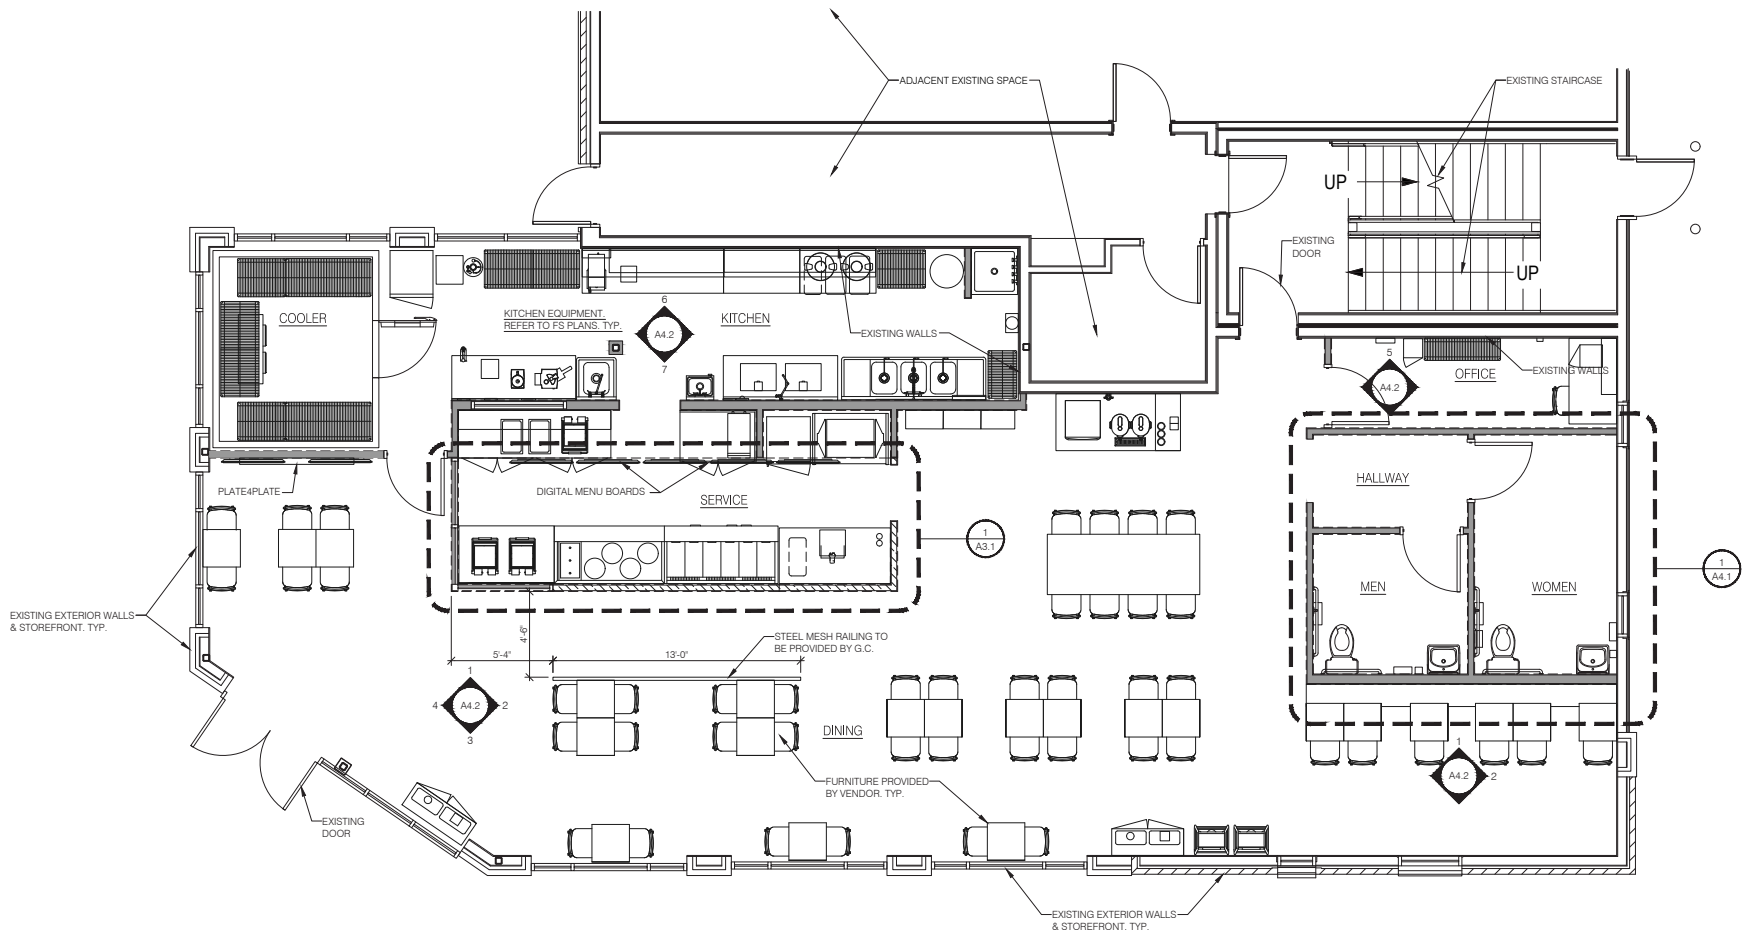 ADJACENT EXISTING SPACE
EXISTING STAIRCASE
UP
EXISTING
DOOR
UP
COOLER
KITCHEN EQUIPMENT.
REFER TO FS PLANS. TYP.
6
A4.2
7
KITCHEN
EXISTING WALLS
5
A4.2
OFFICE
EXISTING WALLS
PLATE4PLATE
DIGITAL MENU BOARDS
SERVICE
HALLWAY
1
A3.1
1
A4.1
MEN
WOMEN
EXISTING EXTERIOR WALLS
& STOREFRONT. TYP.
4'-6"
5'-4"
13'-0"
STEEL MESH RAILING TO
BE PROVIDED BY G.C.
1
4
A4.2
2
3
DINING
FURNITURE PROVIDED
BY VENDOR. TYP.
1
A4.2
2
EXISTING
DOOR
EXISTING EXTERIOR WALLS
& STOREFRONT. TYP.